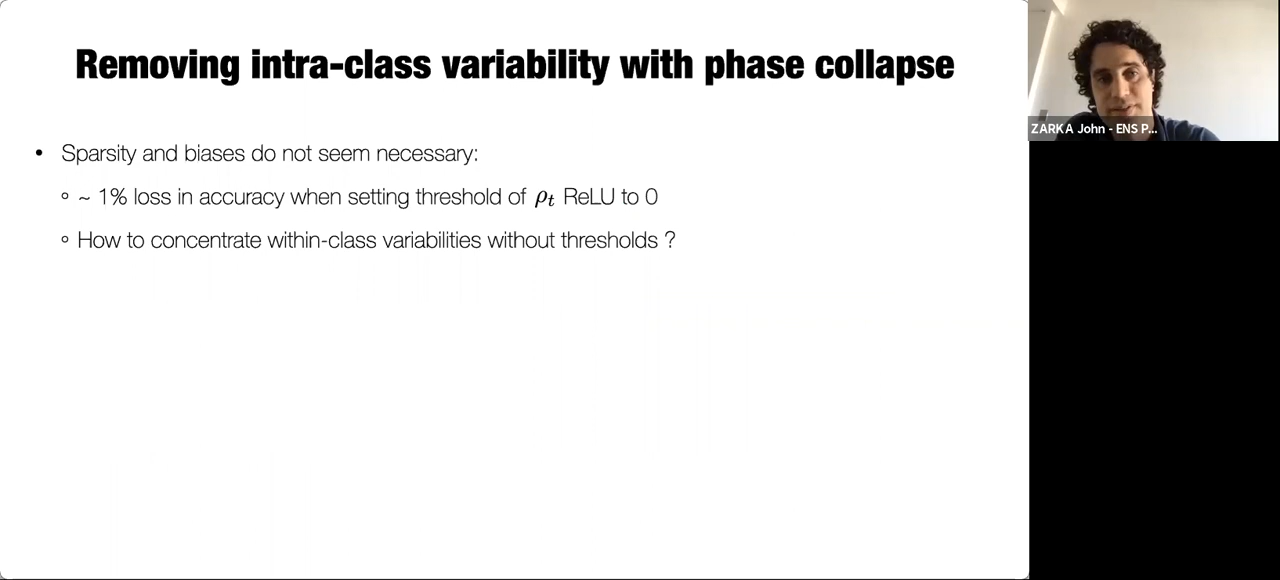 Removing intra-class variability with phase collapse
• Sparsity and biases do not seem necessary:
◦ ~ 1% loss in accuracy when setting threshold of ρₜ ReLU to 0
◦ How to concentrate within-class variabilities without thresholds ?
ZARKA John - ENS P...